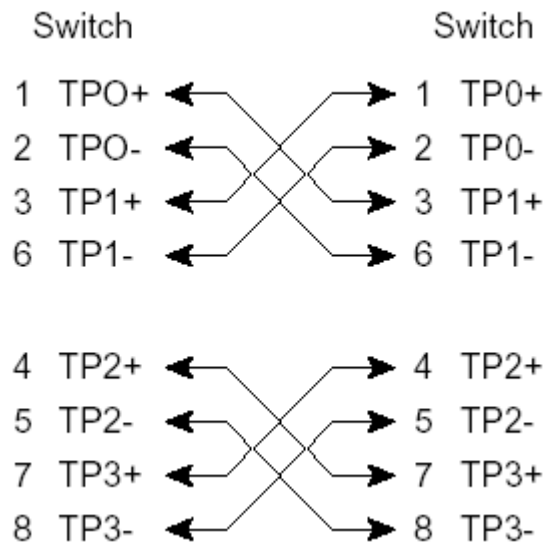 Switch Switch
1 TPO+ 1 TP0+
2 TPO- 2 TP0-
3 TP1+ 3 TP1+
6 TP1- 6 TP1-
4 TP2+ 4 TP2+
5 TP2- 5 TP2-
7 TP3+ 7 TP3+
8 TP3- 8 TP3-